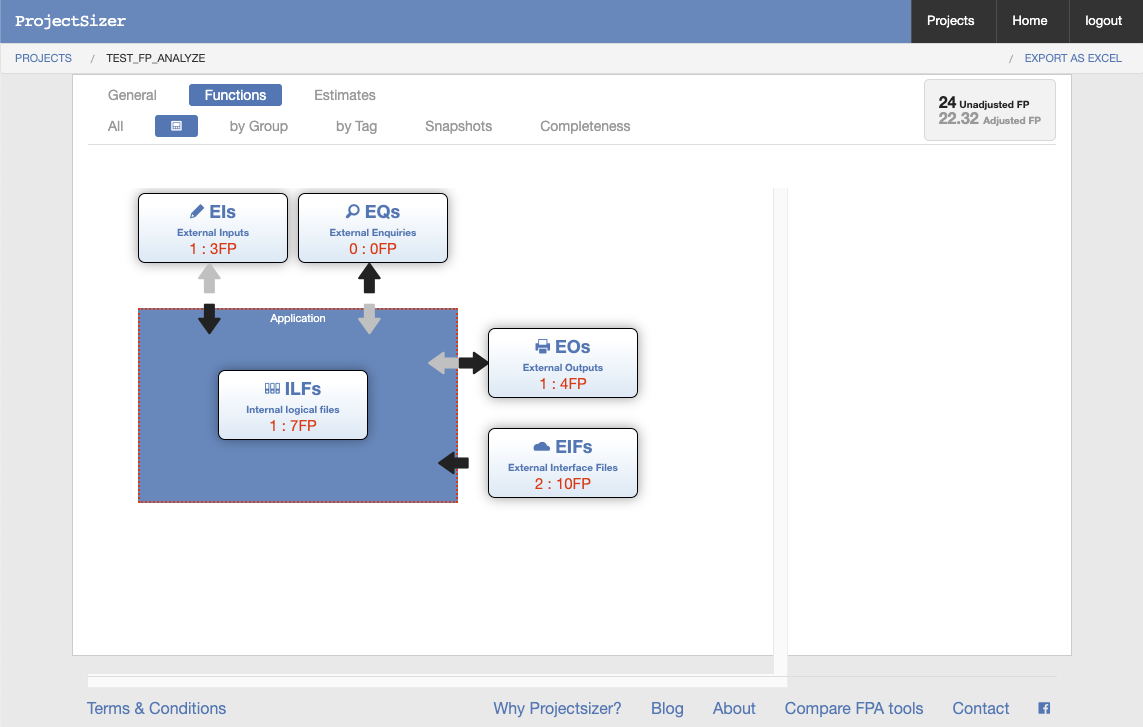 ProjectSizer
Projects
Home
logout
PROJECTS / TEST_FP_ANALYZE
/ EXPORT AS EXCEL
General
Functions
Estimates
24 Unadjusted FP
22.32 Adjusted FP
All
by Group
by Tag
Snapshots
Completeness
EIs
External Inputs
1 : 3FP
EQs
External Enquiries
0 : 0FP
Application
EOs
External Outputs
1 : 4FP
ILFs
Internal logical files
1 : 7FP
EIFs
External Interface Files
2 : 10FP
Terms & Conditions
Why Projectsizer?
Blog
About
Compare FPA tools
Contact